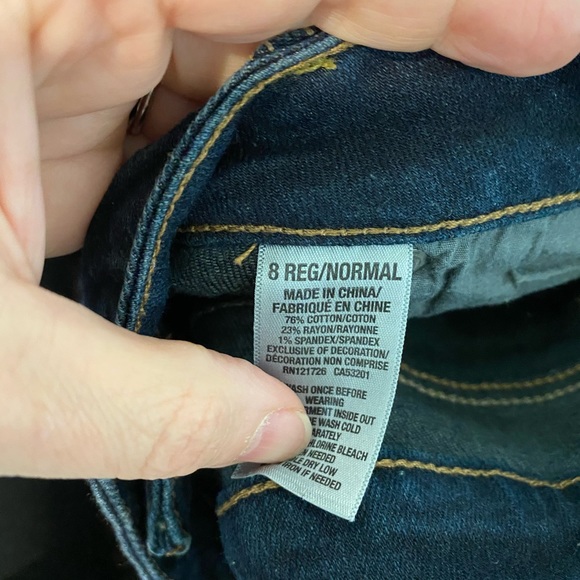 8 REG/NORMAL
MADE IN CHINA/
FABRIQUÉ EN CHINE
76% COTTON/COTON
23% RAYON/RAYONNE
1% SPANDEX/SPANDEX
EXCLUSIVE OF DECORATION/
DÉCORATION NON COMPRISE
RN121726 CA53201
WASH ONCE BEFORE
WEARING
INSIDE OUT
WASH COLD
BLEACH
NEEDED
DRY LOW
IRON IF NEEDED